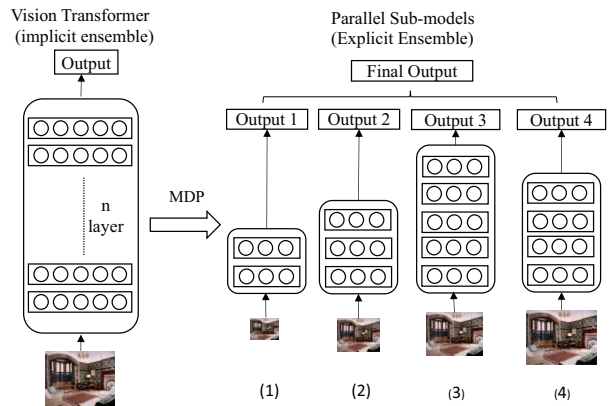 Vision Transformer
(implicit ensemble)
Output
n
layer
MDP
Parallel Sub-models
(Explicit Ensemble)
Final Output
Output 1
Output 2
Output 3
Output 4
(1)
(2)
(3)
(4)